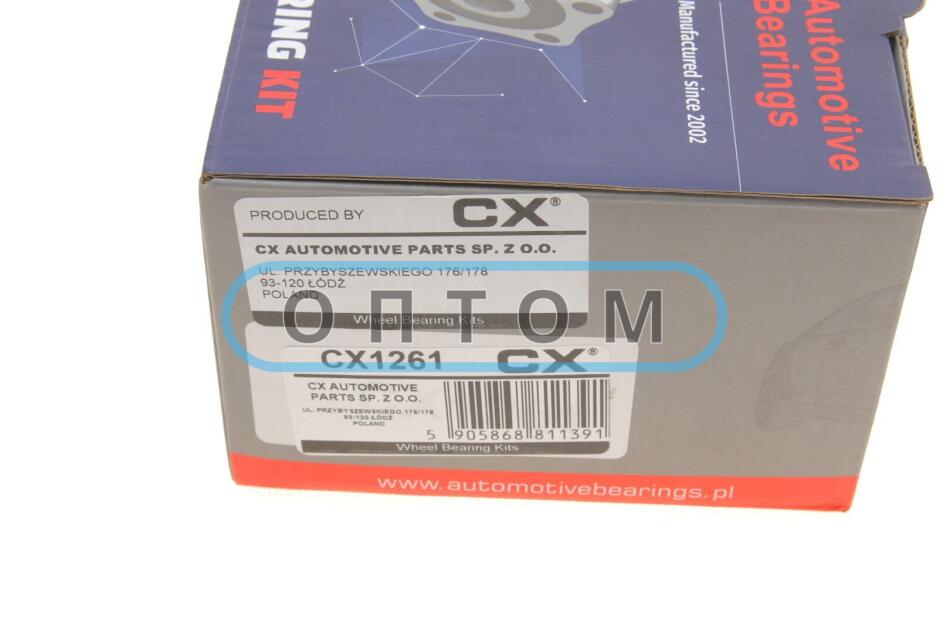 RING KIT
Manufactured since 2002
Automotive
Bearings
PRODUCED BY CX®
CX AUTOMOTIVE PARTS SP. Z O.O.
UL. PRZYBYSZEWSKIEGO 176/178
93-120 ŁÓDŹ
POLAND
ОПТОМ
Wheel Bearing Kits
CX1261 CX®
CX AUTOMOTIVE
PARTS SP. Z O.O.
UL. PRZYBYSZEWSKIEGO 176/178
93-120 ŁÓDŹ
POLAND
5 905868 811391
Wheel Bearing Kits
www.automotivebearings.pl